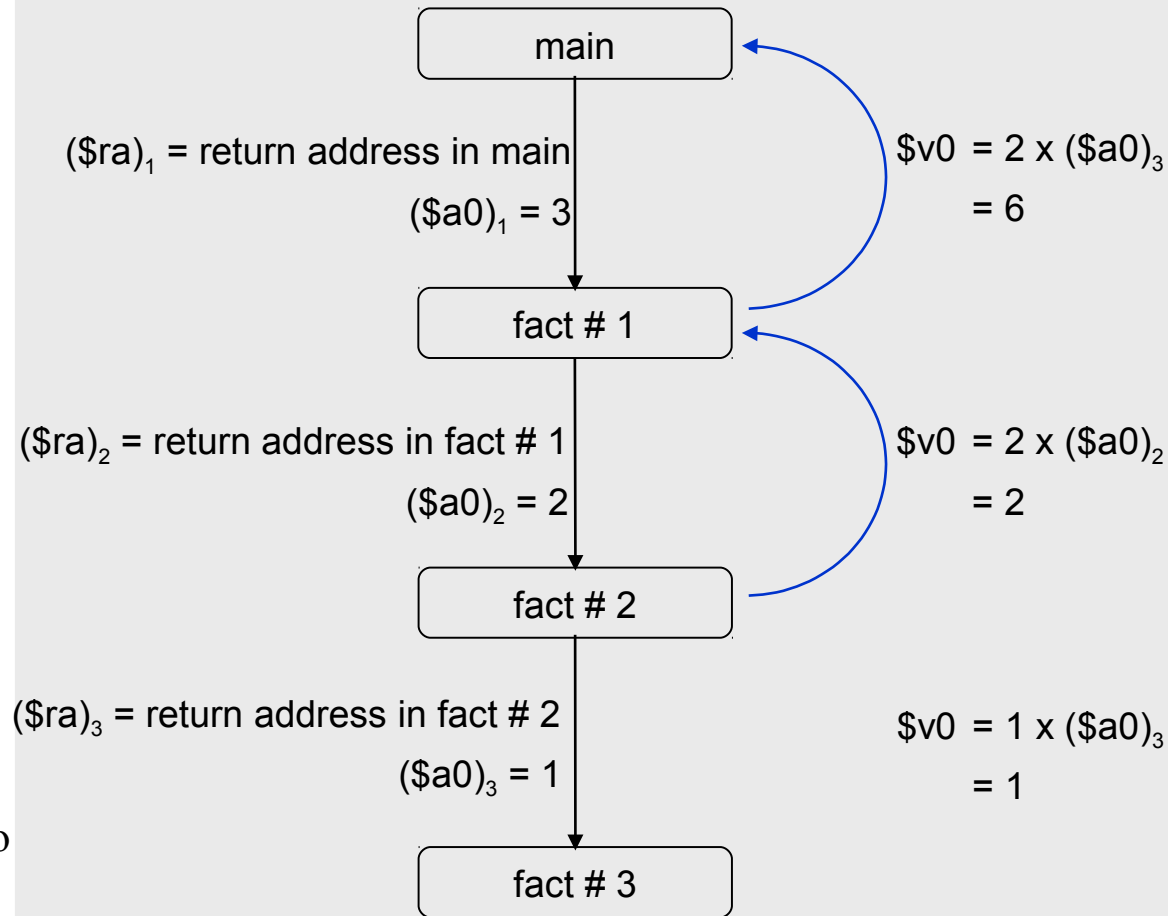 main
($ra)₁ = return address in main
($a0)₁ = 3
$v0 = 2 x ($a0)₃
= 6
fact # 1
($ra)₂ = return address in fact # 1
($a0)₂ = 2
$v0 = 2 x ($a0)₂
= 2
fact # 2
($ra)₃ = return address in fact # 2
($a0)₃ = 1
$v0 = 1 x ($a0)₃
= 1
fact # 3